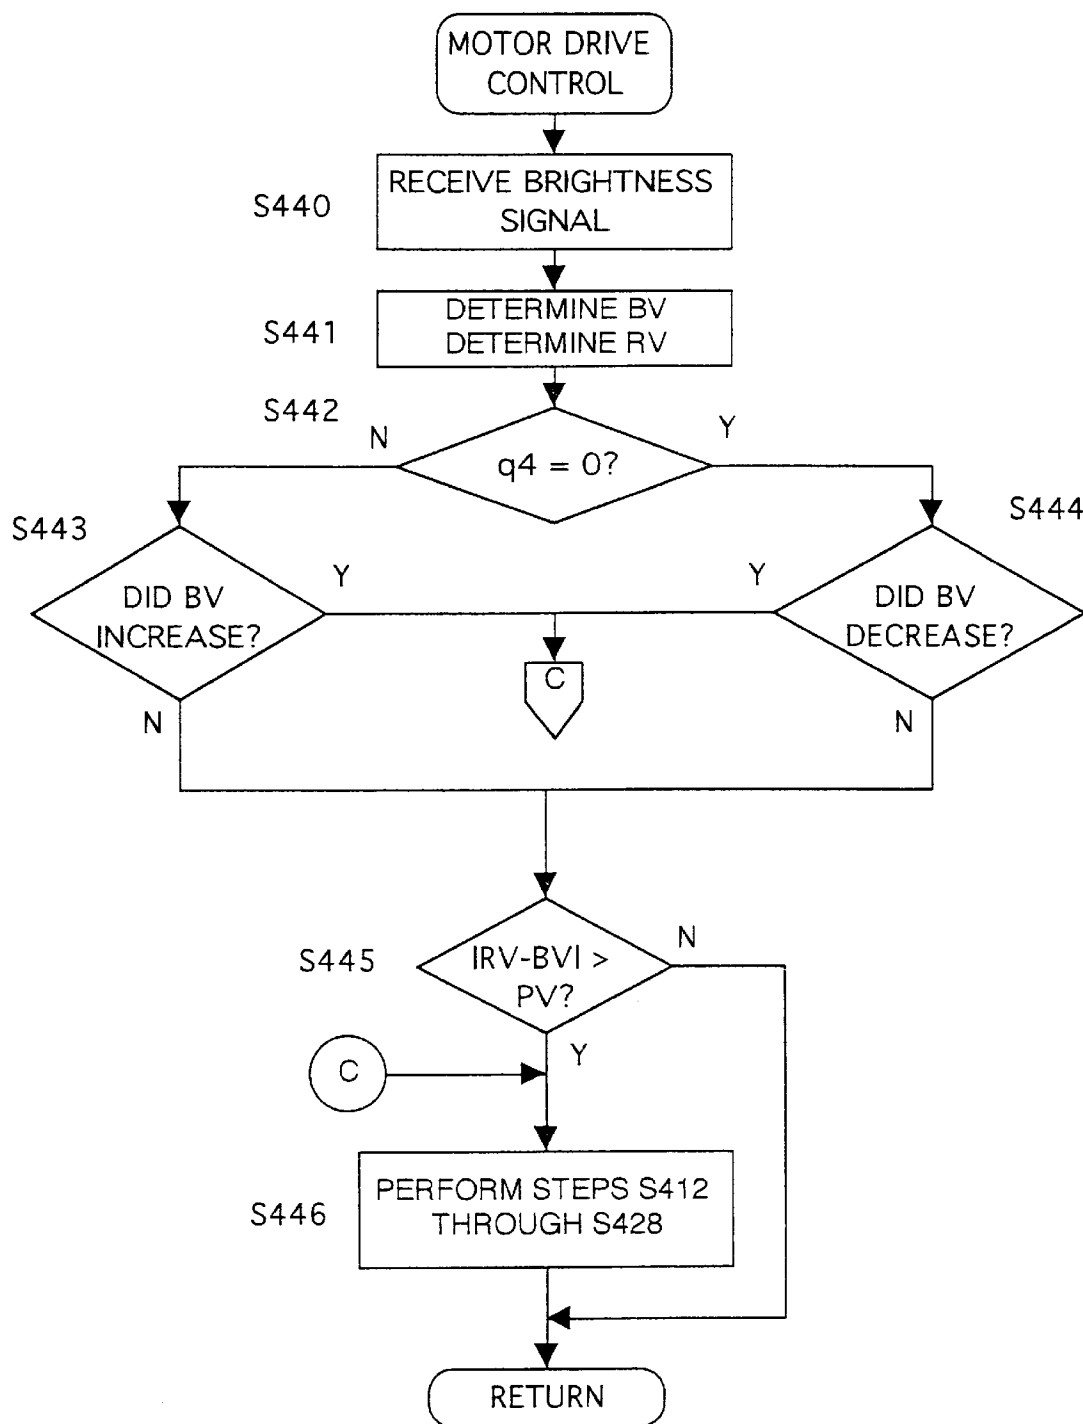 MOTOR DRIVE
CONTROL
S440
RECEIVE BRIGHTNESS
SIGNAL
S441
DETERMINE BV
DETERMINE RV
S442
N
q4 = 0?
Y
S443
DID BV
INCREASE?
Y
N
S444
DID BV
DECREASE?
Y
N
C
S445
IRV-BVI >
PV?
N
Y
C
S446
PERFORM STEPS S412
THROUGH S428
RETURN